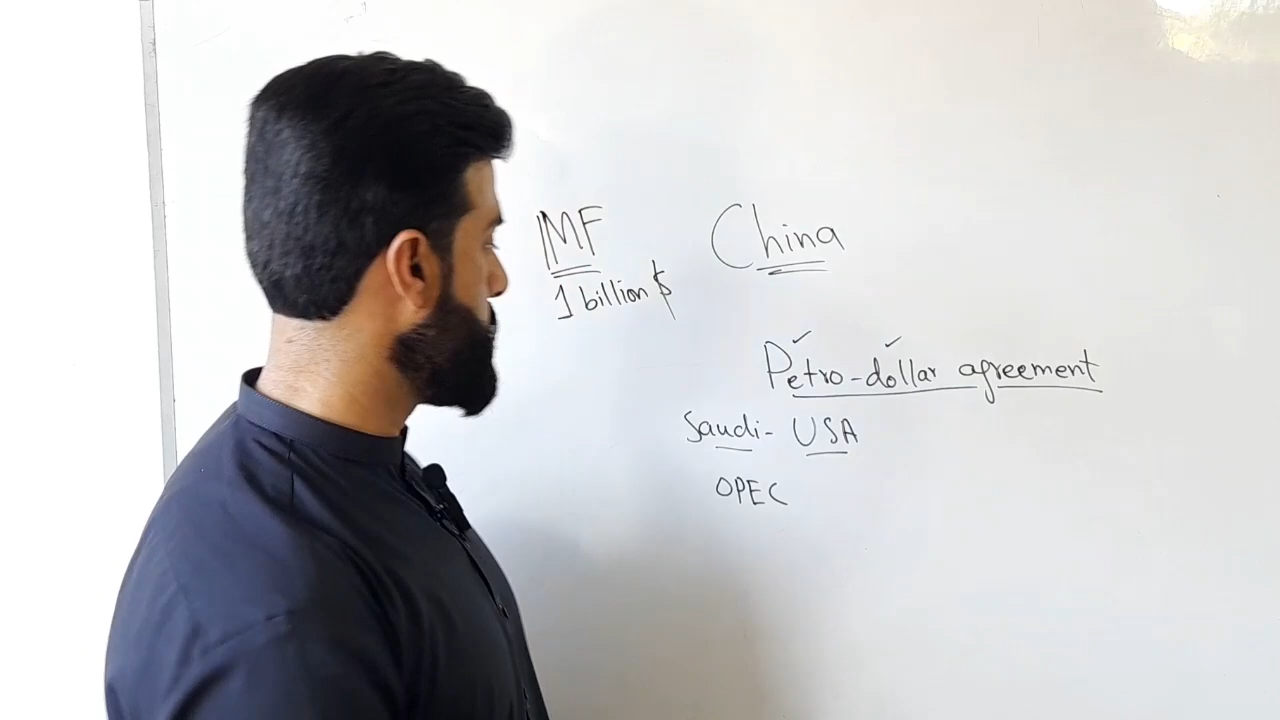 IMF
China
1 billion $
Petro-dollar agreement
Saudi- USA
OPEC